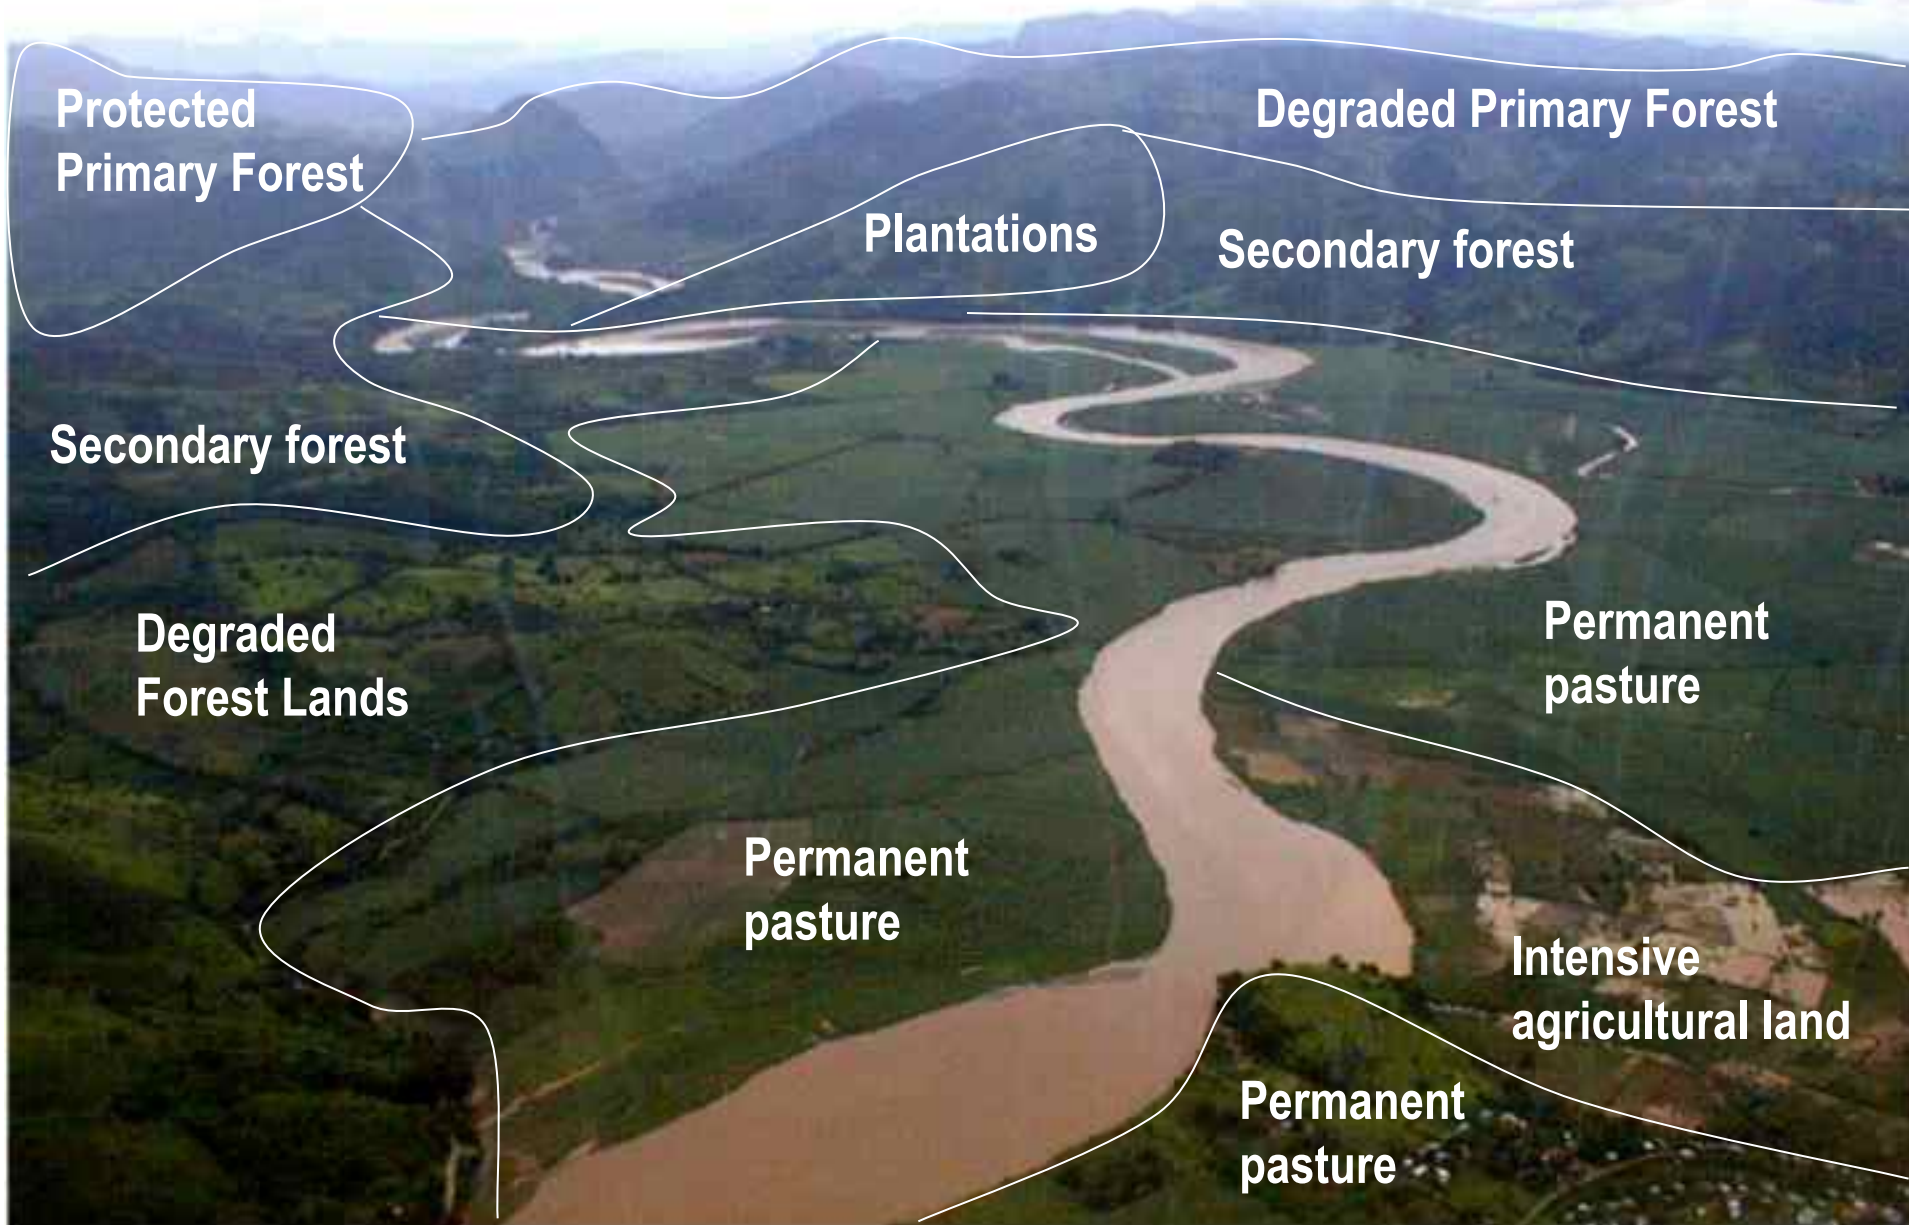 Protected
Primary Forest
Degraded Primary Forest
Plantations
Secondary forest
Secondary forest
Degraded
Forest Lands
Permanent
pasture
Permanent
pasture
Intensive
agricultural land
Permanent
pasture